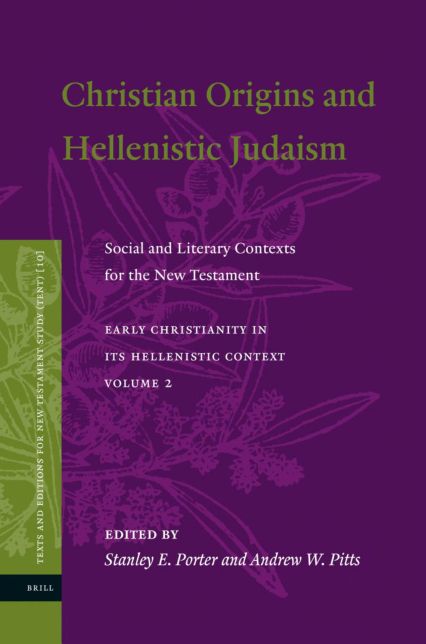 Christian Origins and
Hellenistic Judaism
Social and Literary Contexts
for the New Testament
EARLY CHRISTIANITY IN
ITS HELLENISTIC CONTEXT
VOLUME 2
EDITED BY
Stanley E. Porter and Andrew W. Pitts
TEXTS AND EDITIONS FOR NEW TESTAMENT STUDY (TENT) [10]
BRILL